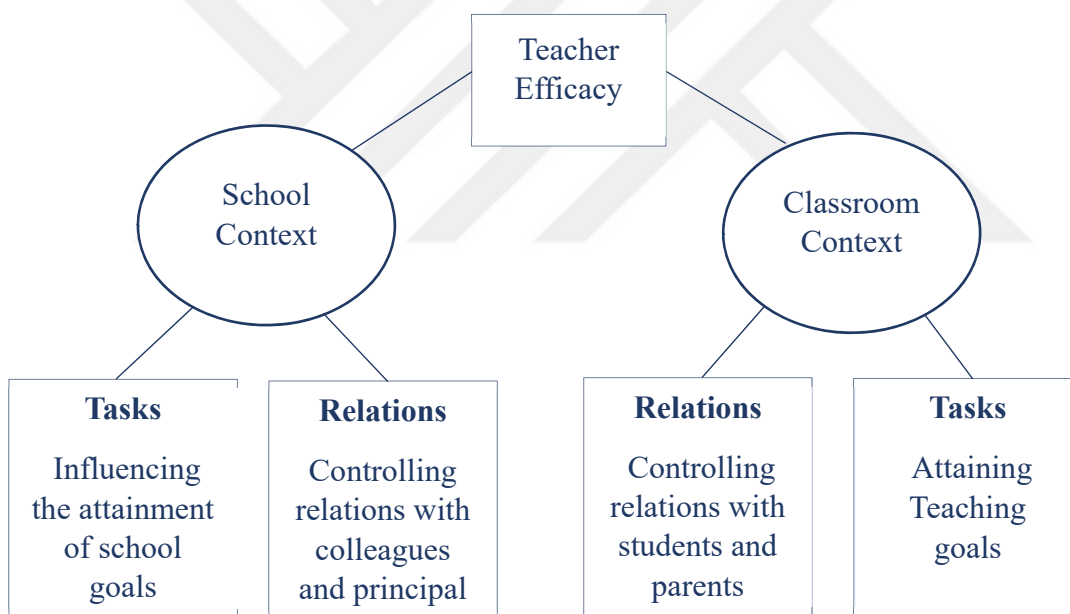 Teacher
Efficacy
School
Context
Classroom
Context
Tasks
Influencing
the attainment
of school
goals
Relations
Controlling
relations with
colleagues
and principal
Relations
Controlling
relations with
students and
parents
Tasks
Attaining
Teaching
goals